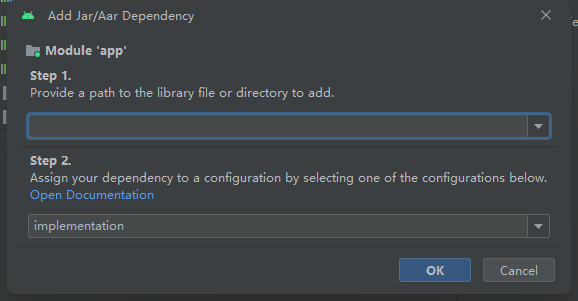 Add Jar/Aar Dependency
Module 'app'
Step 1.
Provide a path to the library file or directory to add.
Step 2.
Assign your dependency to a configuration by selecting one of the configurations below.
Open Documentation
implementation
OK
Cancel